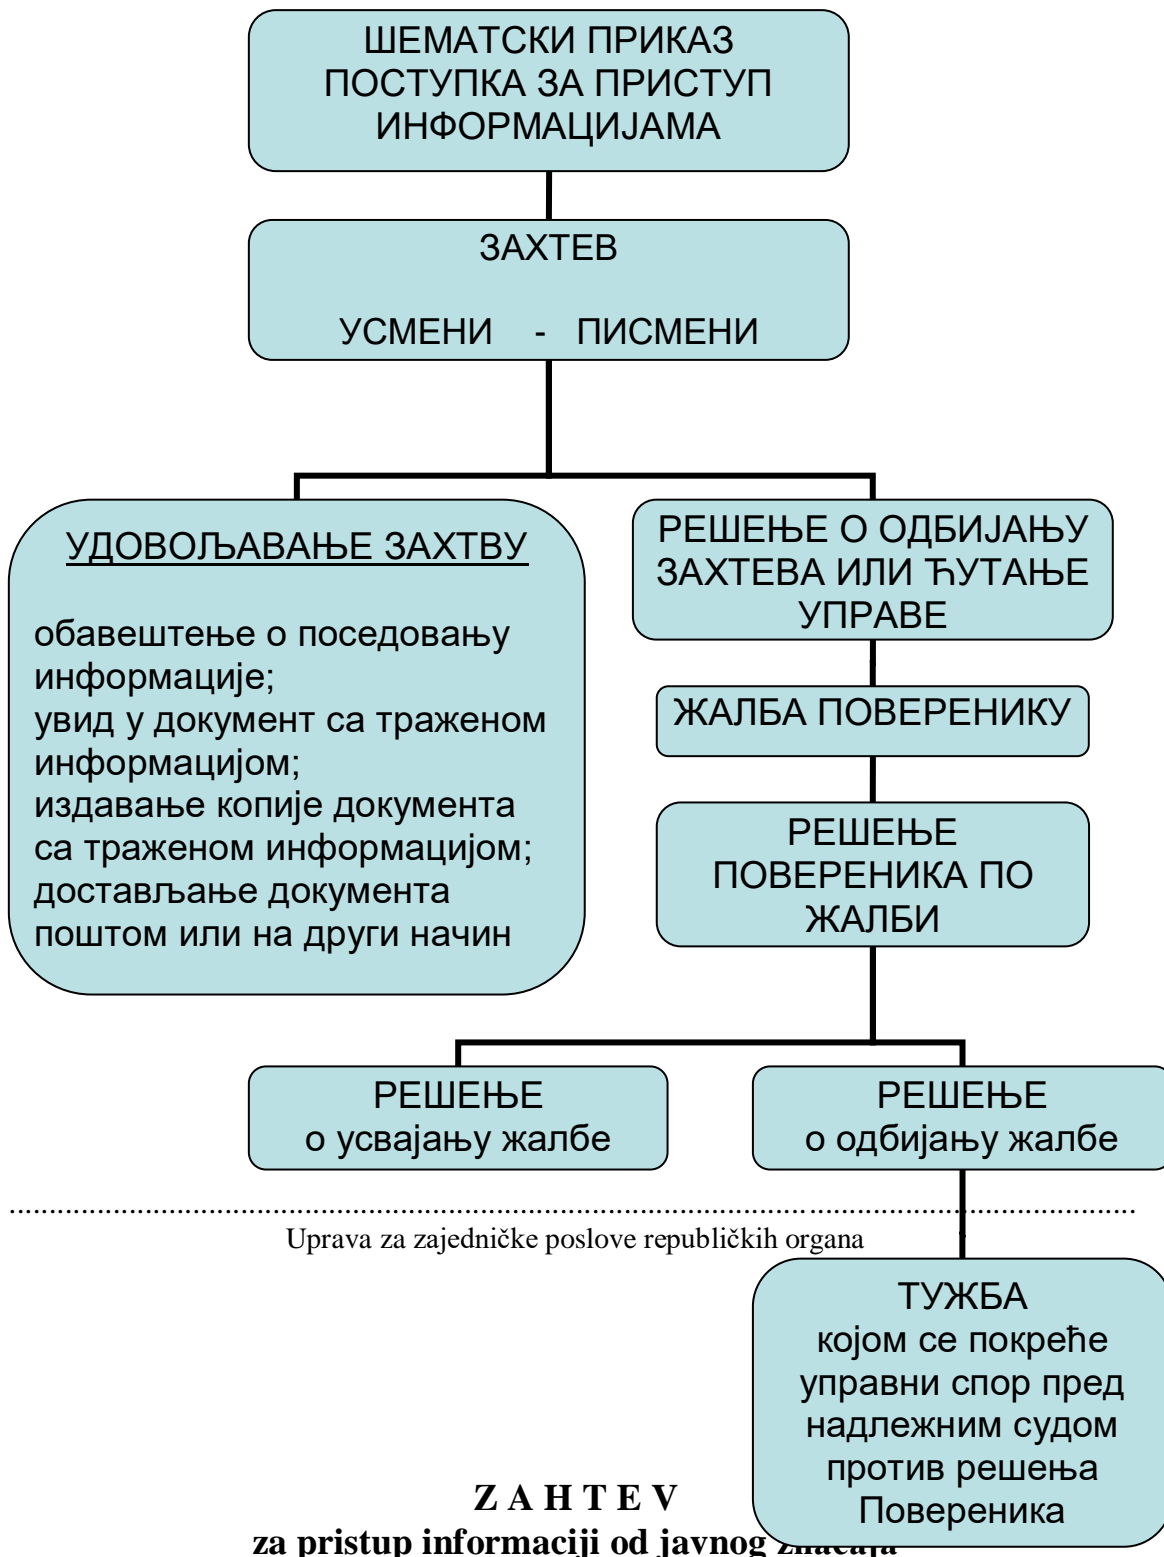 ШЕМАТСКИ ПРИКАЗ
ПОСТУПКА ЗА ПРИСТУП
ИНФОРМАЦИЈАМА
ЗАХТЕВ
УСМЕНИ - ПИСМЕНИ
УДОВОЉАВАЊЕ ЗАХТВУ
обавештење о поседовању
информације;
увид у документ са траженом
информацијом;
издавање копије документа
са траженом информацијом;
достављање документа
поштом или на други начин
РЕШЕЊЕ О ОДБИЈАЊУ
ЗАХТЕВА ИЛИ ЋУТАЊЕ
УПРАВЕ
ЖАЛБА ПОВЕРЕНИКУ
РЕШЕЊЕ
ПОВЕРЕНИКА ПО
ЖАЛБИ
РЕШЕЊЕ
о усвајању жалбе
РЕШЕЊЕ
о одбијању жалбе
Uprava za zajedničke poslove republičkih organa
ТУЖБА
којом се покреће
управни спор пред
надлежним судом
против решења
Повереника
Z A H T E V
za pristup informaciji od javnog značaja